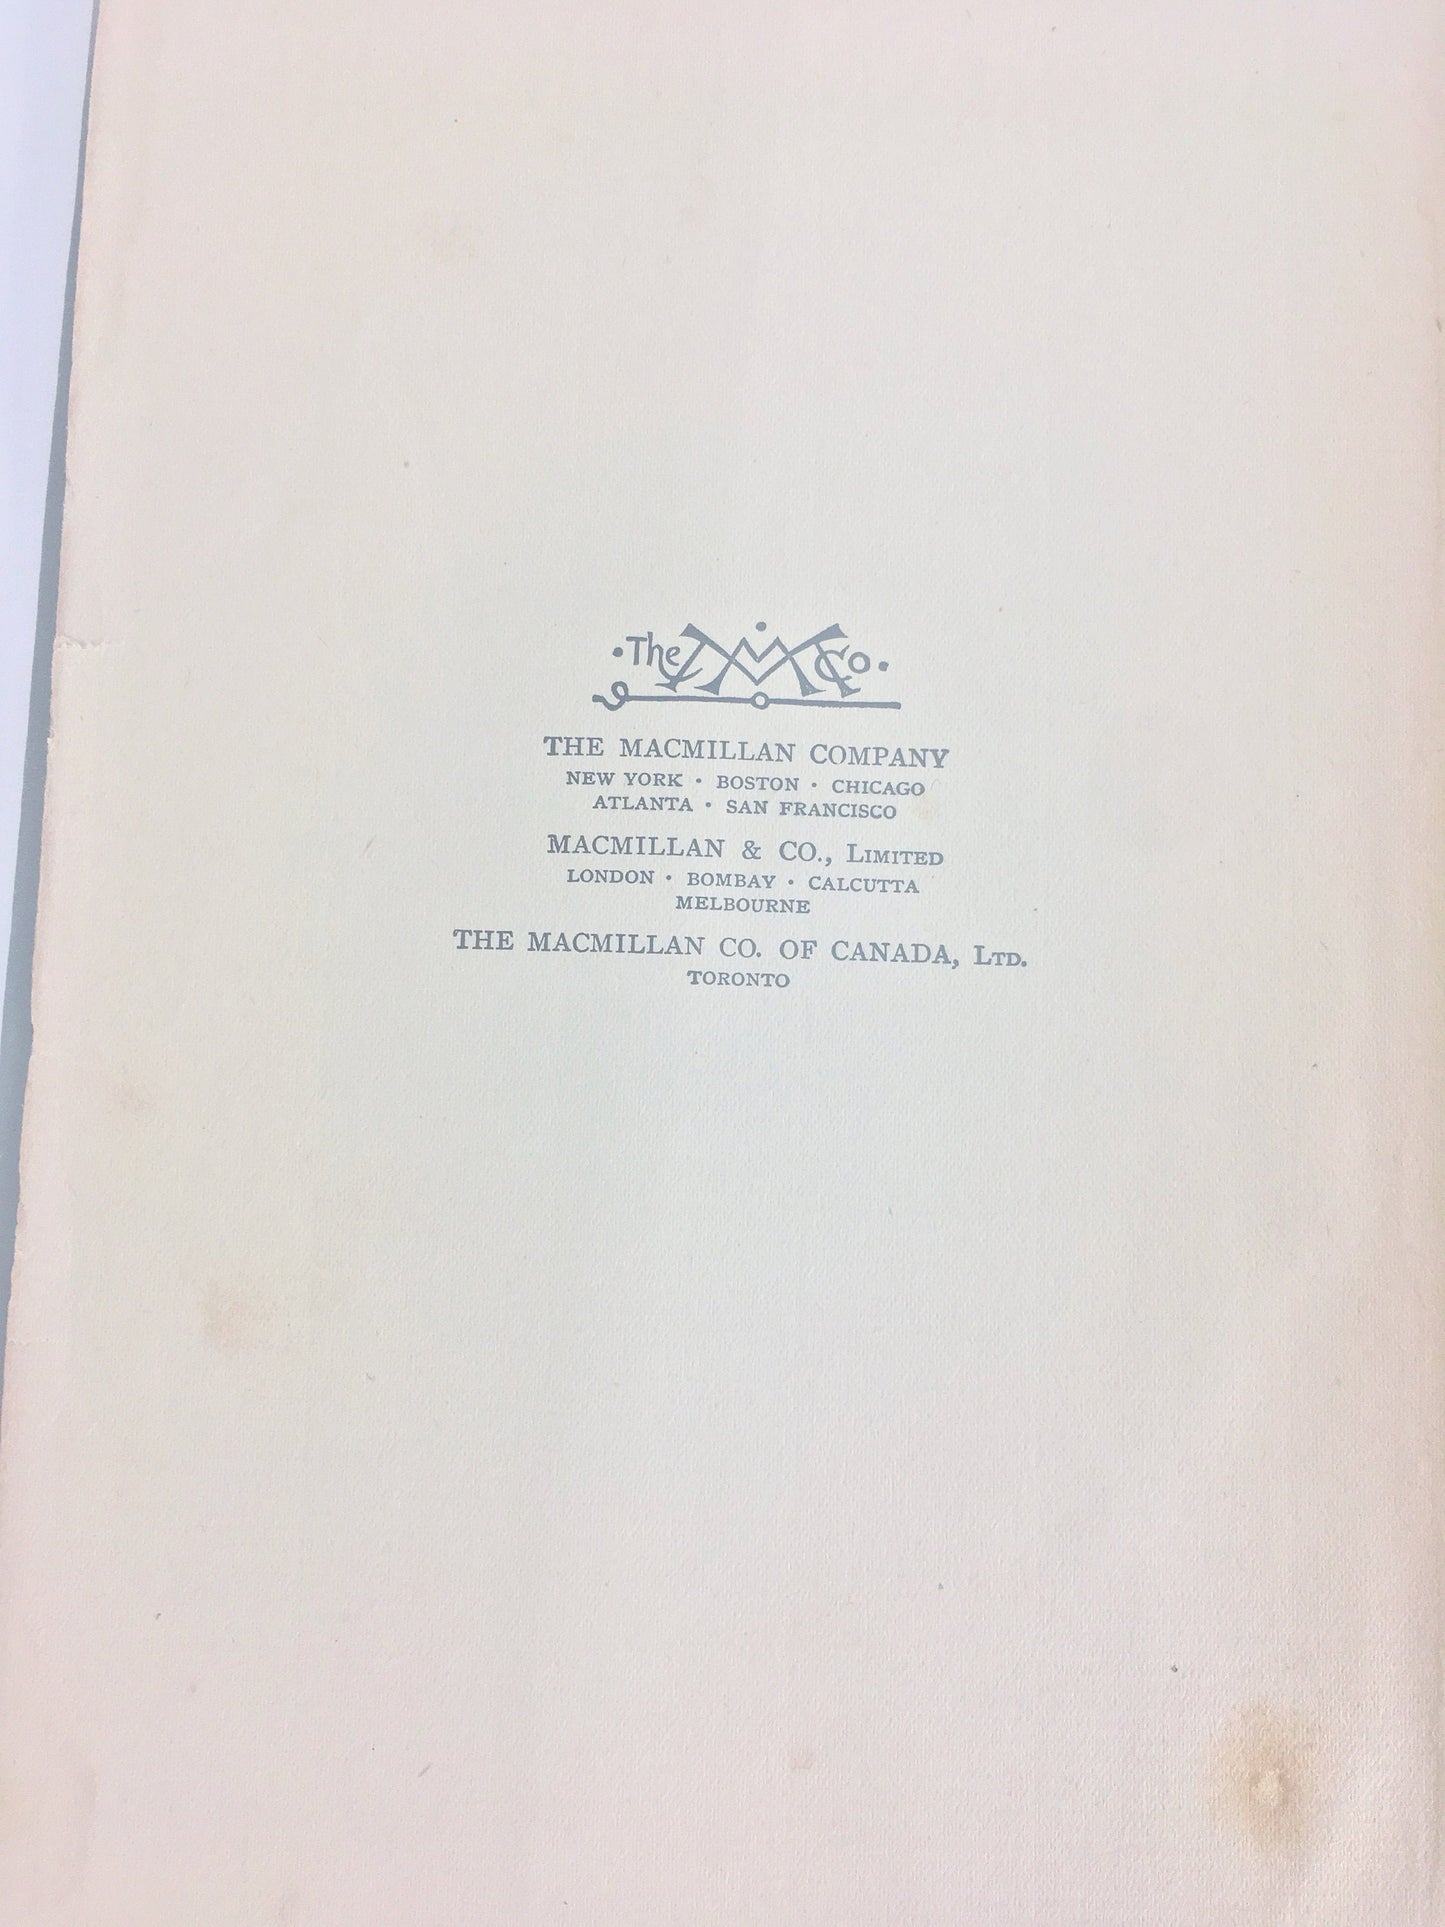 ·The MM Co·
THE MACMILLAN COMPANY
NEW YORK · BOSTON · CHICAGO
ATLANTA · SAN FRANCISCO
MACMILLAN & CO., LIMITED
LONDON · BOMBAY · CALCUTTA
MELBOURNE
THE MACMILLAN CO. OF CANADA, LTD.
TORONTO